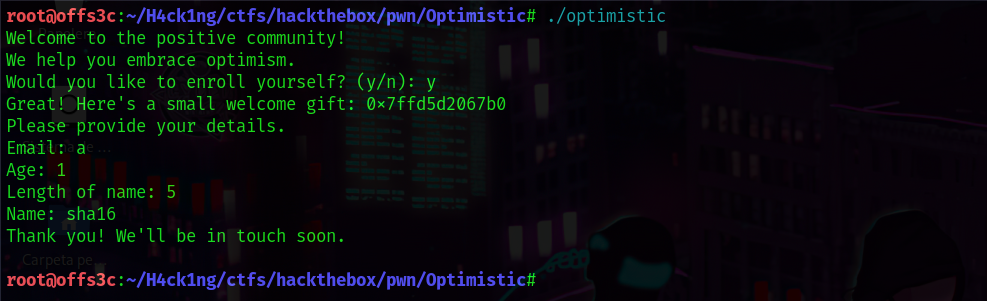 root@offs3c:~/H4ck1ng/ctfs/hackthebox/pwn/Optimistic# ./optimistic
Welcome to the positive community!
We help you embrace optimism.
Would you like to enroll yourself? (y/n): y
Great! Here's a small welcome gift: 0x7ffd5d2067b0
Please provide your details.
Email: a
Age: 1
Length of name: 5
Name: sha16
Thank you! We'll be in touch soon.
Carpeta pe...
root@offs3c:~/H4ck1ng/ctfs/hackthebox/pwn/Optimistic#